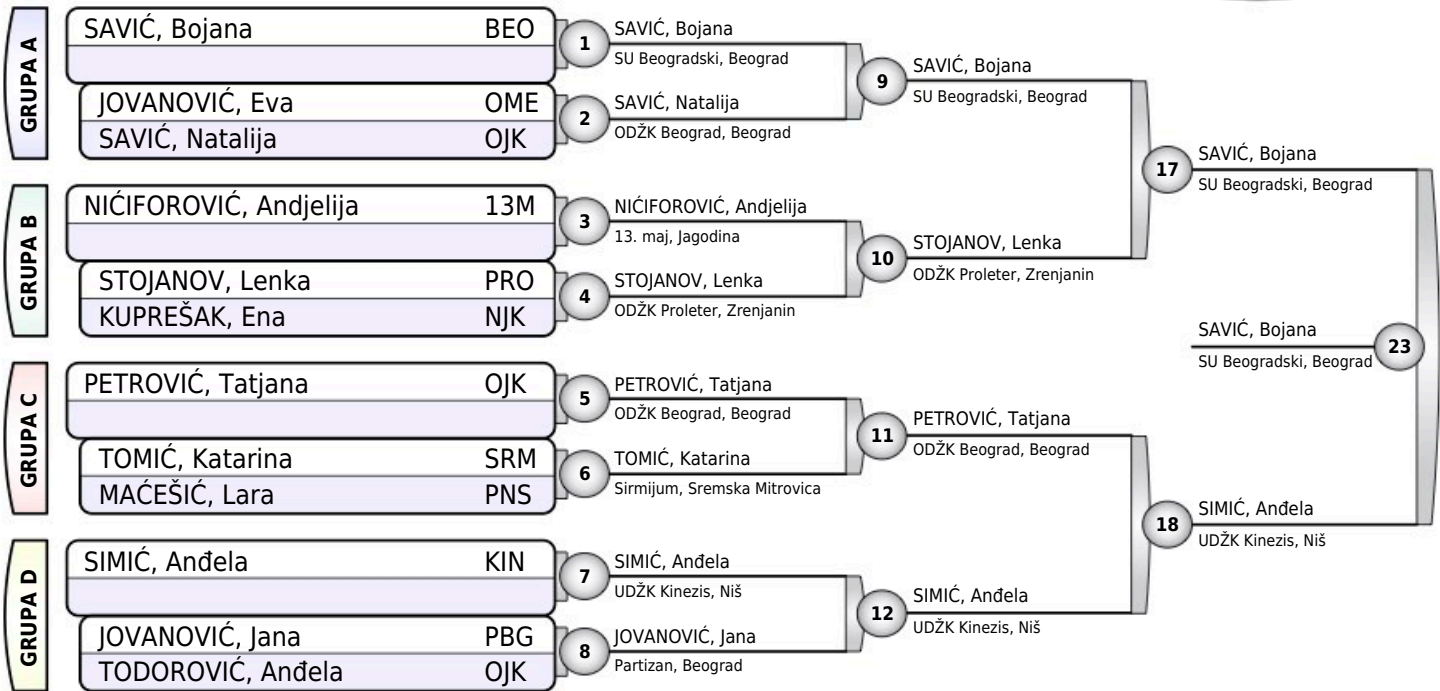 GRUPA A
SAVIĆ, Bojana BEO
JOVANOVIĆ, Eva OME
SAVIĆ, Natalija OJK
GRUPA B
NIĆIFOROVIĆ, Andjelija 13M
STOJANOV, Lenka PRO
KUPREŠAK, Ena NJK
GRUPA C
PETROVIĆ, Tatjana OJK
TOMIĆ, Katarina SRM
MAĆEŠIĆ, Lara PNS
GRUPA D
SIMIĆ, Anđela KIN
JOVANOVIĆ, Jana PBG
TODOROVIĆ, Anđela OJK
1
SAVIĆ, Bojana
SU Beogradski, Beograd
2
SAVIĆ, Natalija
ODŽK Beograd, Beograd
3
NIĆIFOROVIĆ, Andjelija
13. maj, Jagodina
4
STOJANOV, Lenka
ODŽK Proleter, Zrenjanin
5
PETROVIĆ, Tatjana
ODŽK Beograd, Beograd
6
TOMIĆ, Katarina
Sirmijum, Sremska Mitrovica
7
SIMIĆ, Anđela
UDŽK Kinezis, Niš
8
JOVANOVIĆ, Jana
Partizan, Beograd
9
SAVIĆ, Bojana
SU Beogradski, Beograd
10
STOJANOV, Lenka
ODŽK Proleter, Zrenjanin
11
PETROVIĆ, Tatjana
ODŽK Beograd, Beograd
12
SIMIĆ, Anđela
UDŽK Kinezis, Niš
17
SAVIĆ, Bojana
SU Beogradski, Beograd
18
SIMIĆ, Anđela
UDŽK Kinezis, Niš
SAVIĆ, Bojana
SU Beogradski, Beograd
23